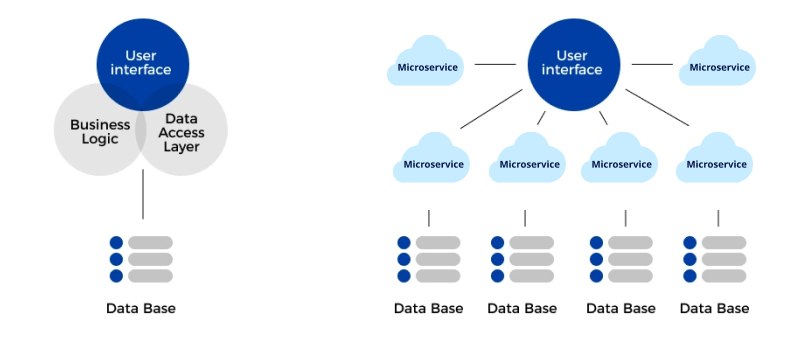 User
interface
Business
Logic
Data
Access
Layer
Data Base
User
interface
Microservice
Microservice
Microservice
Microservice
Microservice
Microservice
Data Base
Data Base
Data Base
Data Base